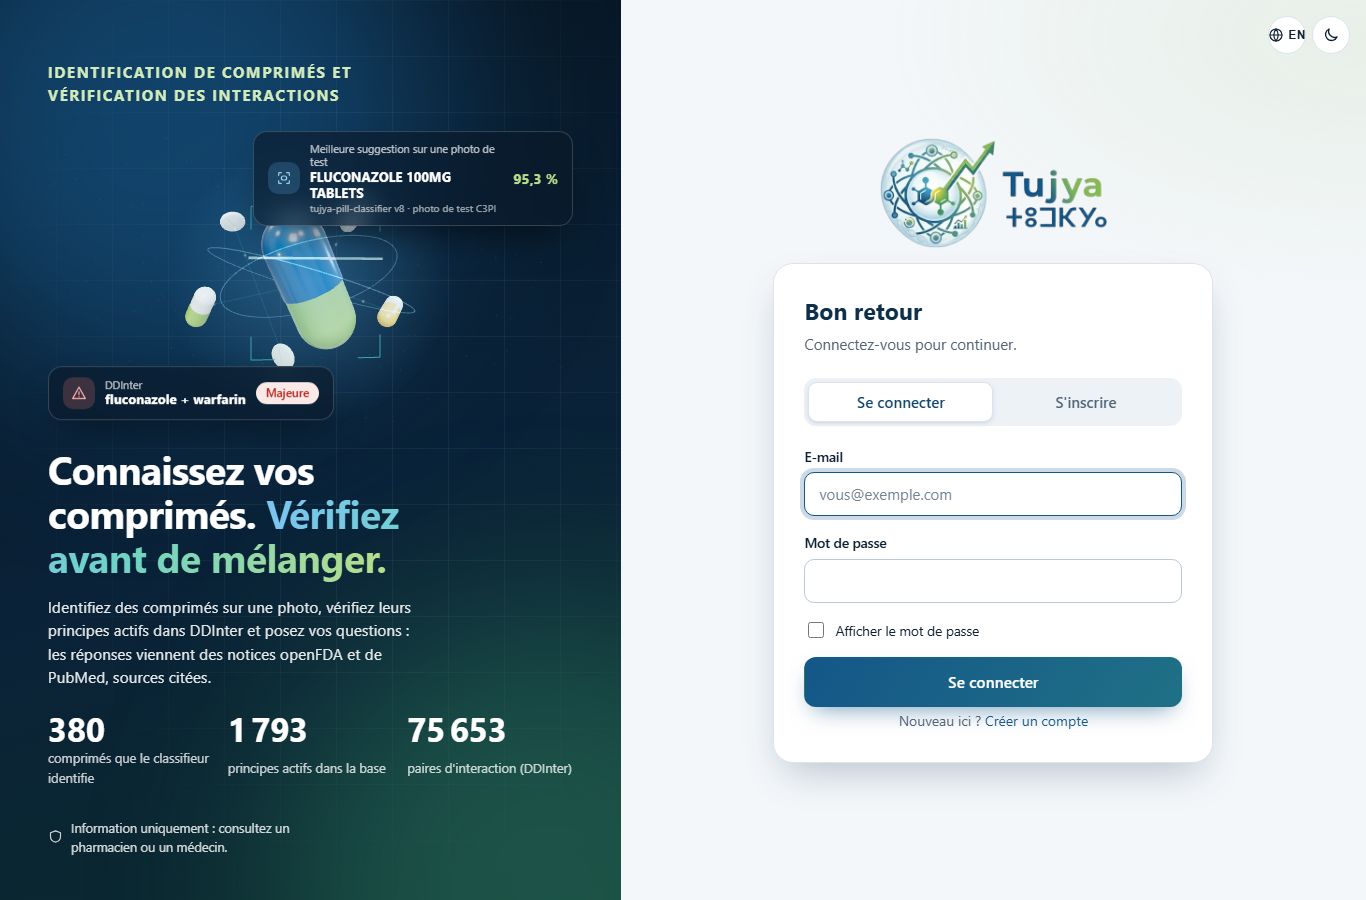 IDENTIFICATION DE COMPRIMÉS ET
VÉRIFICATION DES INTERACTIONS
Meilleure suggestion sur une photo de
test
FLUCONAZOLE 100MG
TABLETS
95,3 %
tujya-pill-classifier v8 · photo de test C3PI
DDInter
fluconazole + warfarin
Majeure
Connaissez vos
comprimés. Vérifiez
avant de mélanger.
Identifiez des comprimés sur une photo, vérifiez leurs
principes actifs dans DDInter et posez vos questions :
les réponses viennent des notices openFDA et de
PubMed, sources citées.
380
comprimés que le classifieur
identifie
1 793
principes actifs dans la base
75 653
paires d'interaction (DDInter)
Information uniquement : consultez un
pharmacien ou un médecin.
EN
Tujya
ⵜⵓⵊⴽⵖⴰ
Bon retour
Connectez-vous pour continuer.
Se connecter
S'inscrire
E-mail
vous@exemple.com
Mot de passe
Afficher le mot de passe
Se connecter
Nouveau ici ? Créer un compte